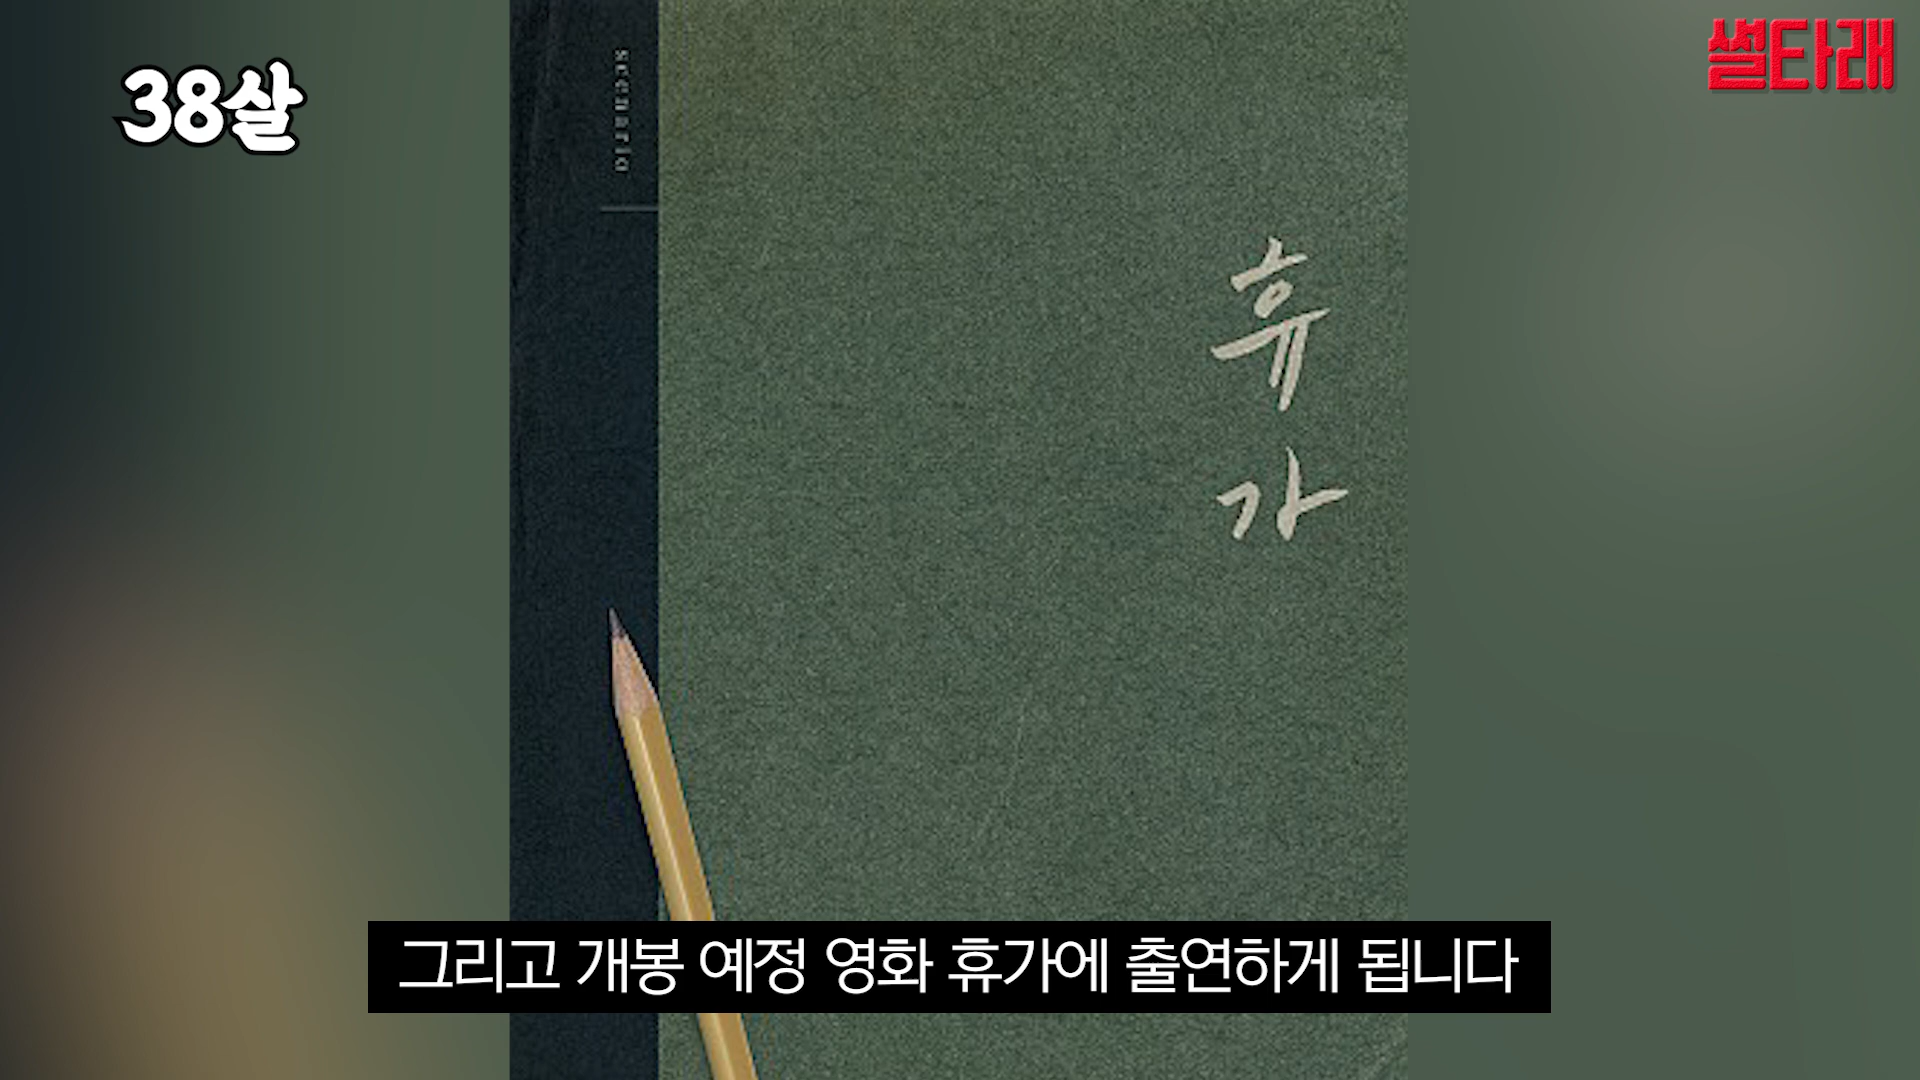 38살
썰타래
scenario
휴
가
그리고 개봉 예정 영화 휴가에 출연하게 됩니다